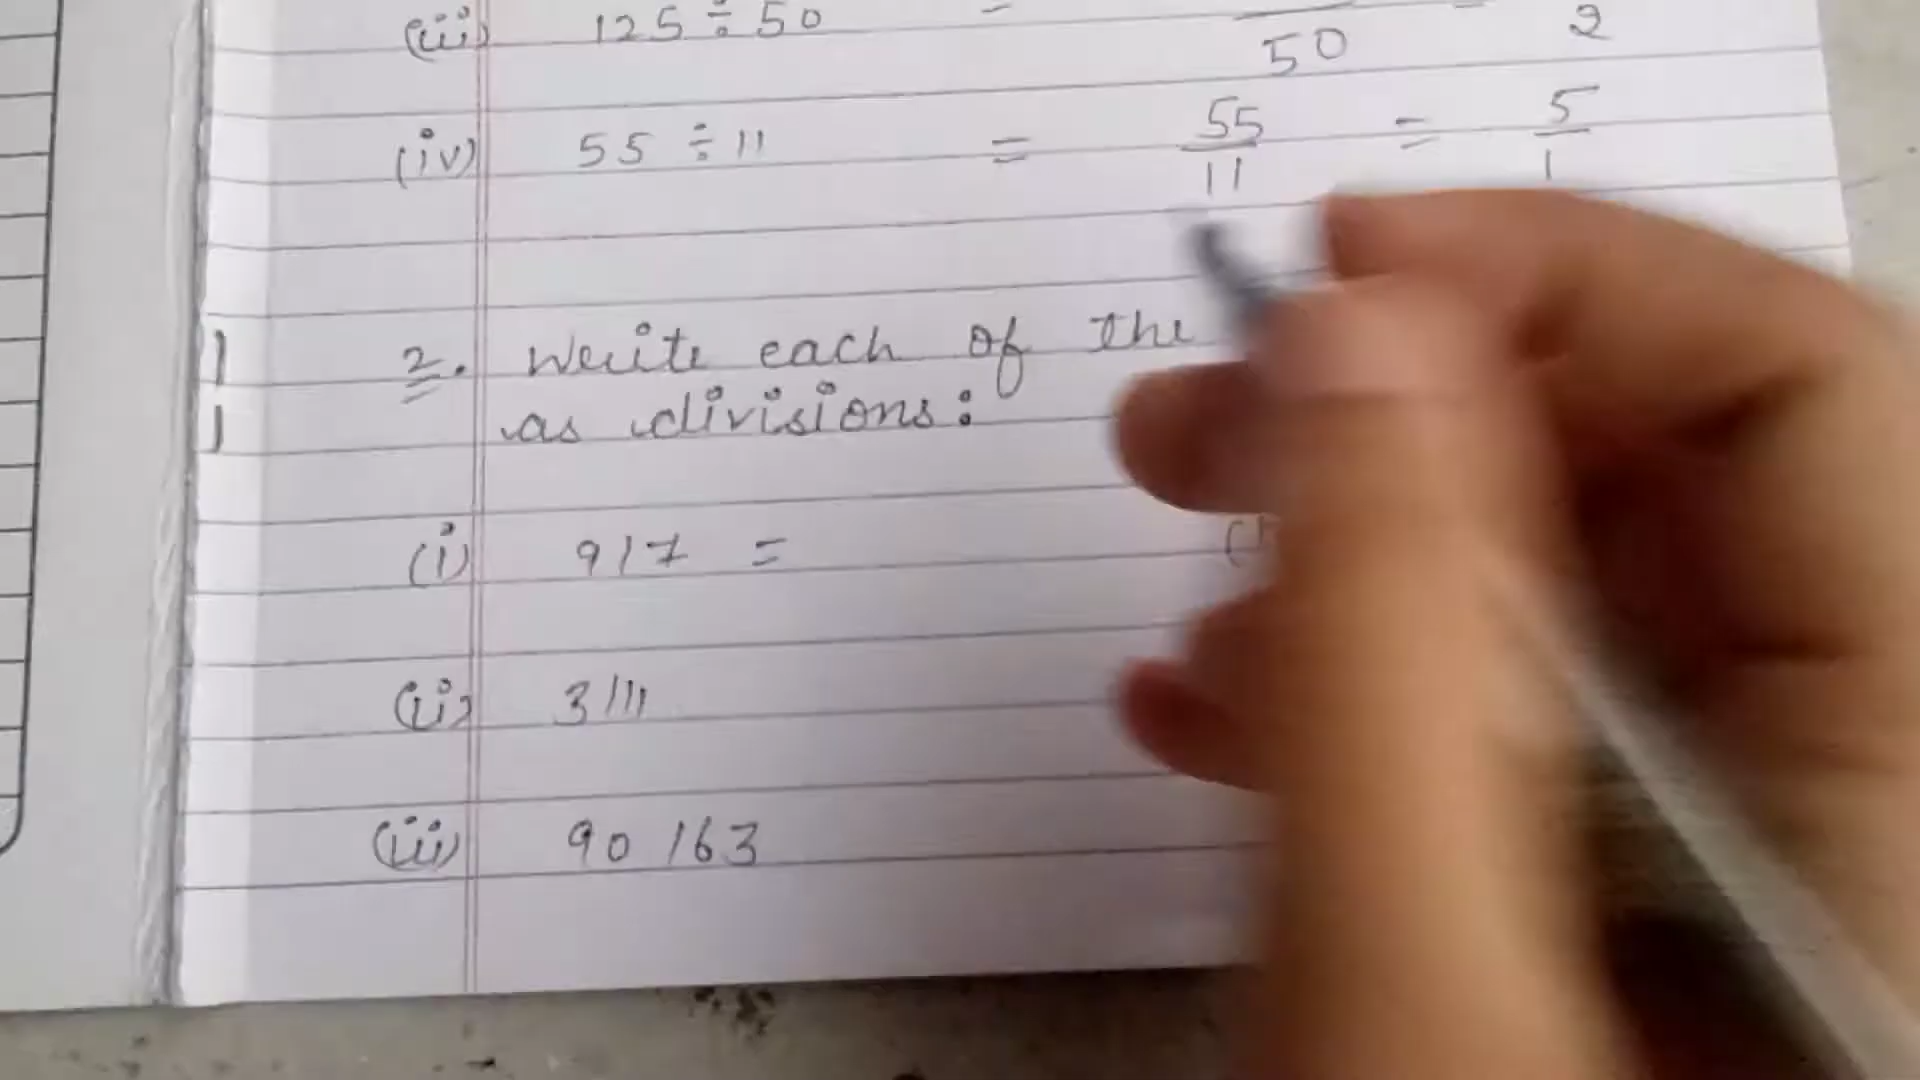 (iii) 125 ÷ 50 = 50 = 2
(iv) 55 ÷ 11 = 55/11 = 5/1
2. Write each of the
as divisions:
(i) 9/7 =
(ii) 3/11
(iii) 90/63